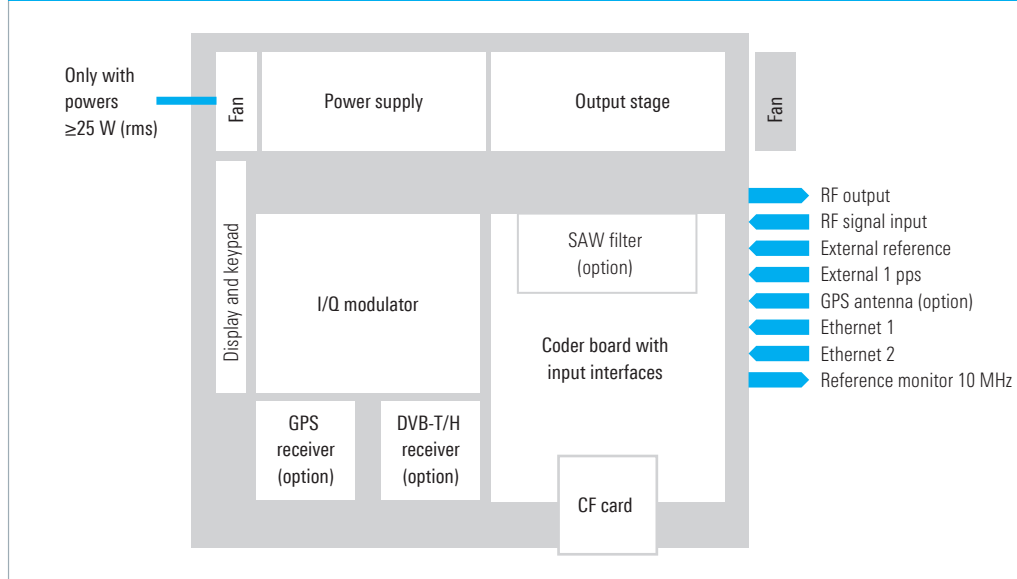 Only with
powers
≥25 W (rms)
Fan
Power supply
Output stage
Fan
Display and keypad
I/Q modulator
SAW filter
(option)
Coder board with
input interfaces
GPS
receiver
(option)
DVB-T/H
receiver
(option)
CF card
RF output
RF signal input
External reference
External 1 pps
GPS antenna (option)
Ethernet 1
Ethernet 2
Reference monitor 10 MHz